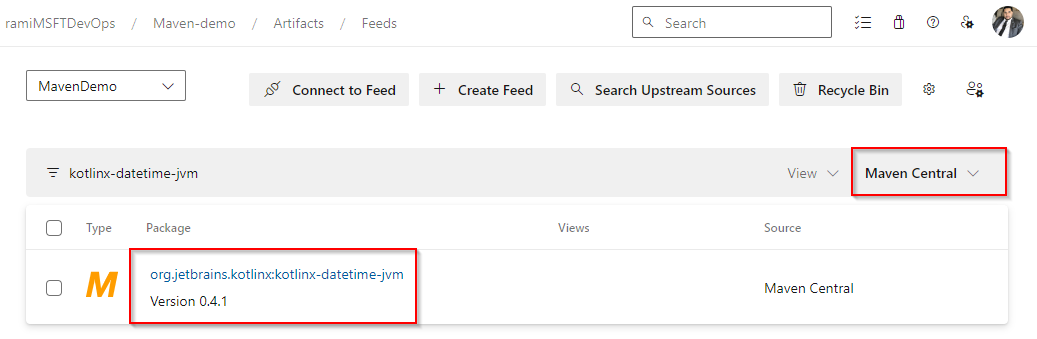 ramiMSFTDevOps / Maven-demo / Artifacts / Feeds / Search
MavenDemo Connect to Feed Create Feed Search Upstream Sources Recycle Bin
kotlinx-datetime-jvm View Maven Central
Type Package Views Source
M org.jetbrains.kotlinx:kotlinx-datetime-jvm
Version 0.4.1
Maven Central